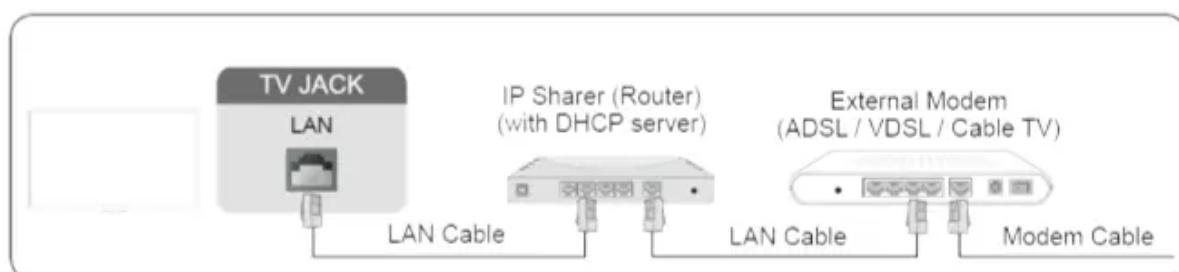 TV JACK
LAN
IP Sharer (Router)
(with DHCP server)
External Modem
(ADSL / VDSL / Cable TV)
LAN Cable
LAN Cable
Modem Cable